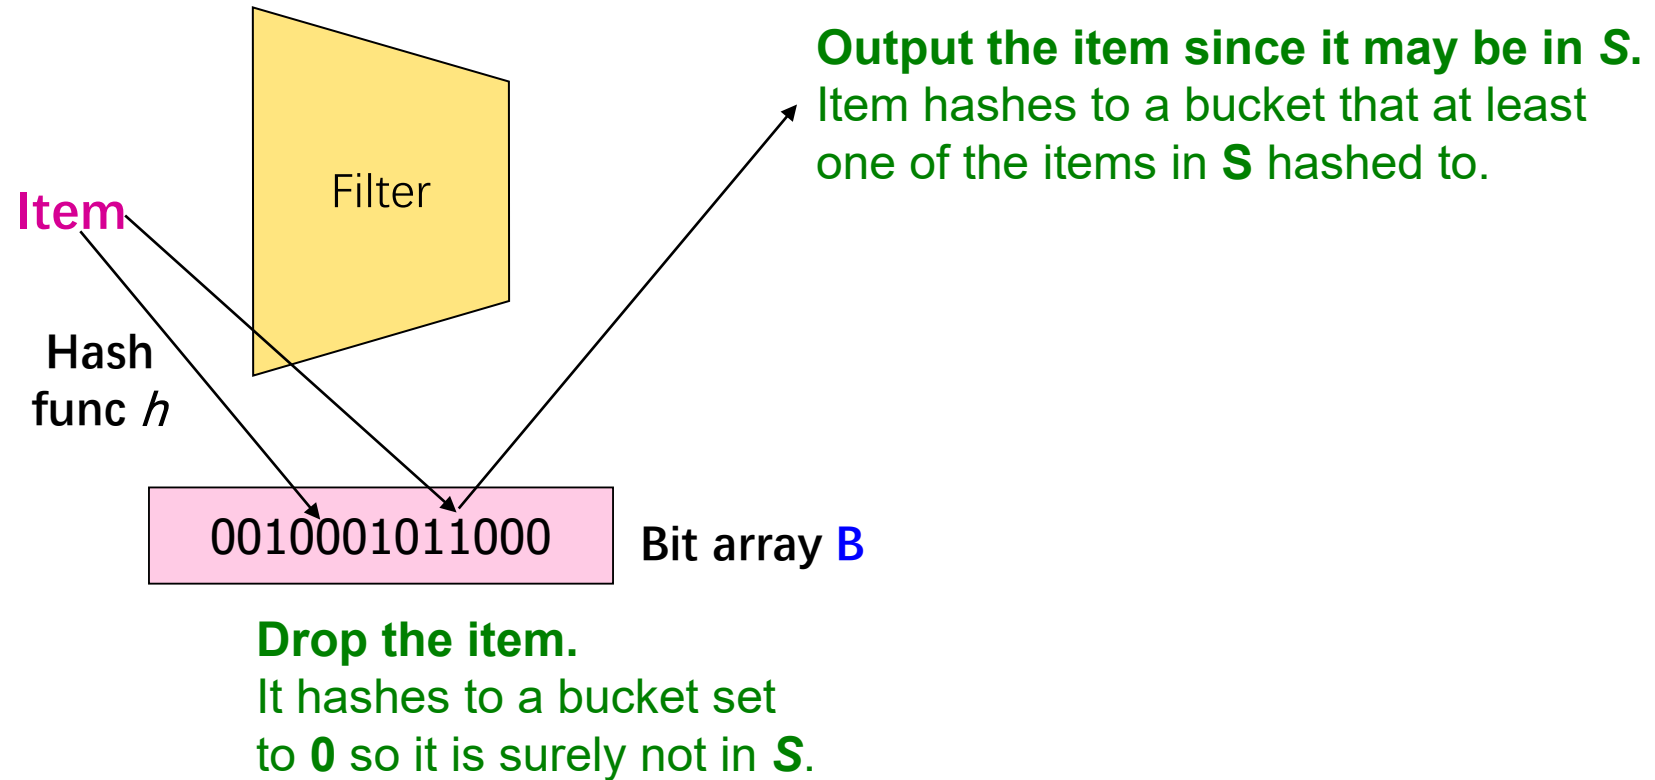 Output the item since it may be in S.
Item hashes to a bucket that at least
one of the items in S hashed to.
Filter
Item
Hash
func h
0010001011000
Bit array B
Drop the item.
It hashes to a bucket set
to 0 so it is surely not in S.